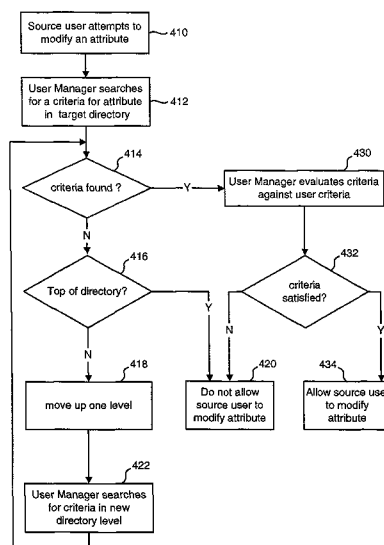 Source user attempts to
modify an attribute
410
User Manager searches
for a criteria for attribute
in target directory
412
414
criteria found ?
Y
N
430
User Manager evaluates criteria
against user criteria
416
Top of directory?
Y
N
432
criteria
satisfied?
N
Y
418
move up one level
420
Do not allow
source user to
modify attribute
434
Allow source user
to modify
attribute
422
User Manager searches
for criteria in new
directory level